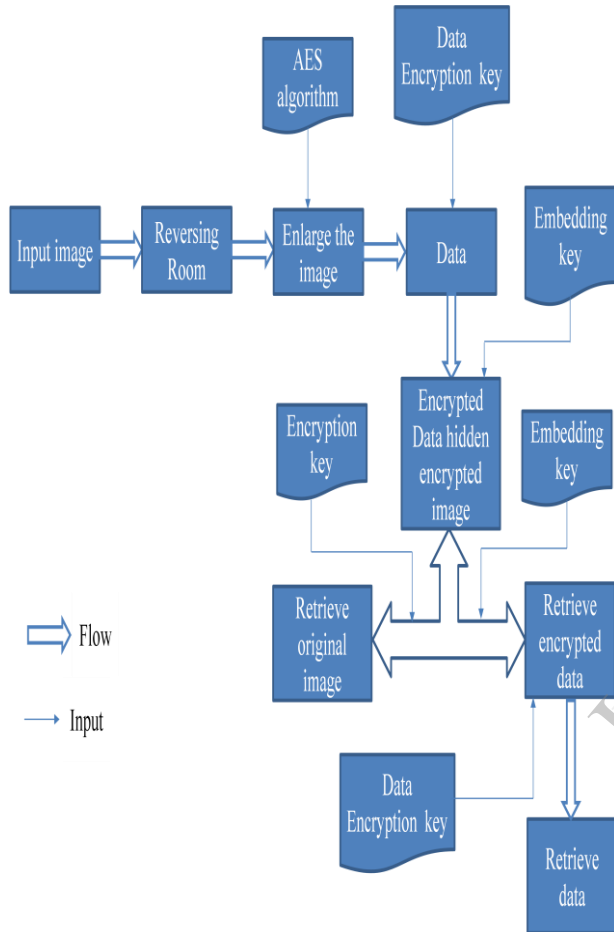 AES
algorithm
Data
Encryption key
Input image
Reversing
Room
Enlarge the
image
Data
Embedding
key
Encrypted
Data hidden
encrypted
image
Encryption
key
Embedding
key
Retrieve
original
image
Retrieve
encrypted
data
Flow
Input
Data
Encryption key
Retrieve
data